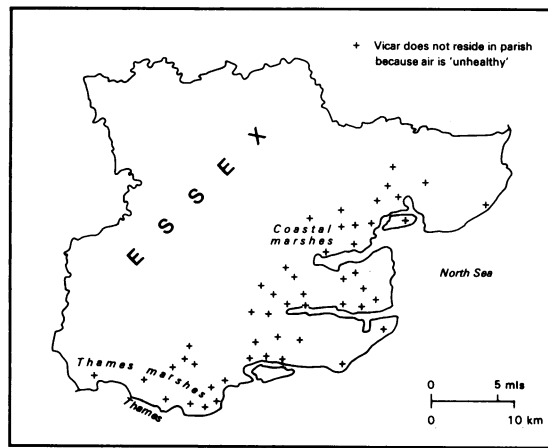 + Vicar does not reside in parish
because air is 'unhealthy'
ESSEX
Coastal
marshes
North Sea
Thames marshes
Thames
0 5 mls
0 10 km